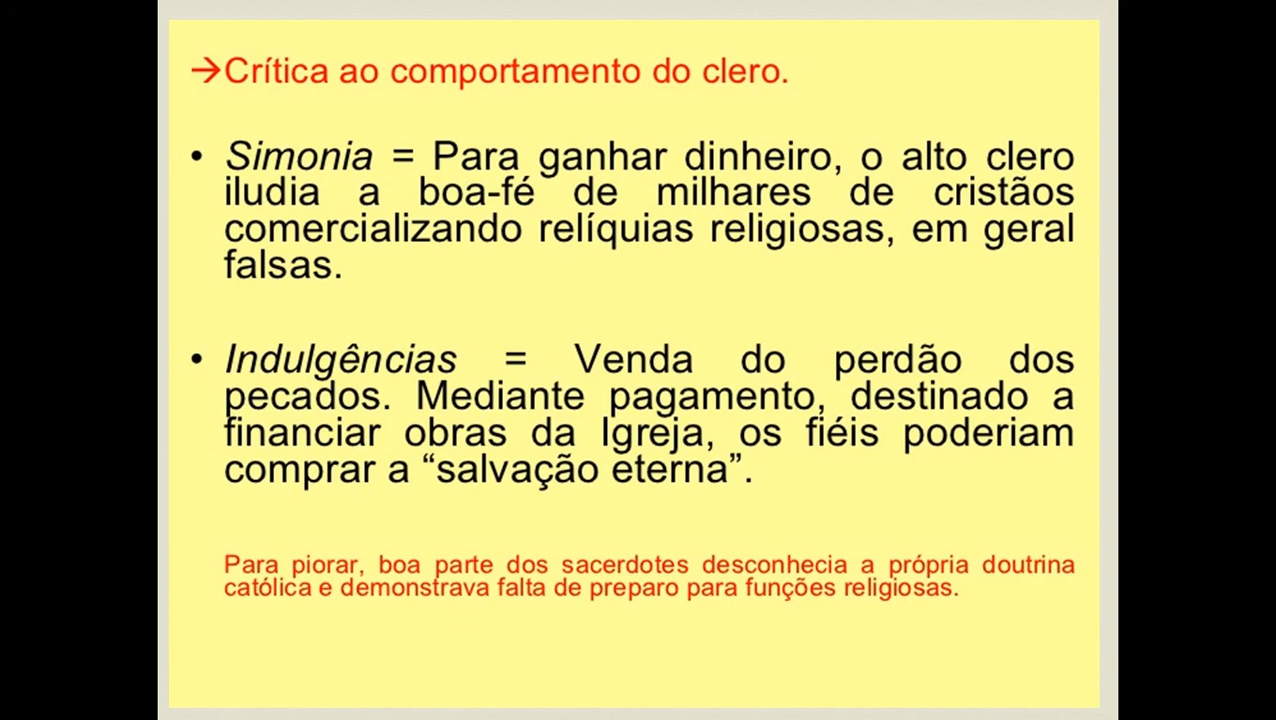 →Crítica ao comportamento do clero.
• Simonia = Para ganhar dinheiro, o alto clero
iludia a boa-fé de milhares de cristãos
comercializando relíquias religiosas, em geral
falsas.
• Indulgências = Venda do perdão dos
pecados. Mediante pagamento, destinado a
financiar obras da Igreja, os fiéis poderiam
comprar a “salvação eterna”.
Para piorar, boa parte dos sacerdotes desconhecia a própria doutrina
católica e demonstrava falta de preparo para funções religiosas.